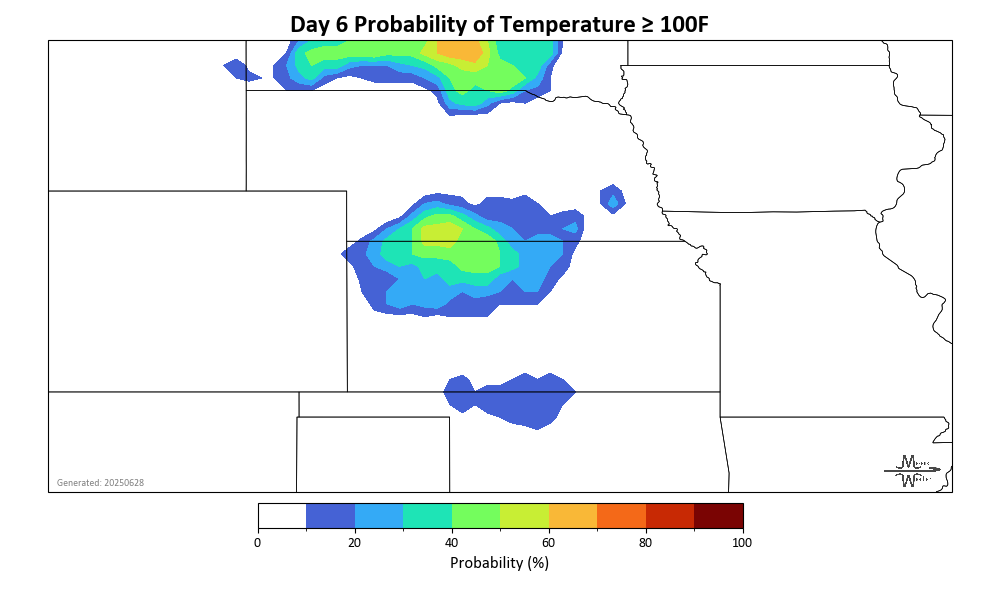 Day 6 Probability of Temperature ≥ 100F
Generated: 20250628
0 20 40 60 80 100
Probability (%)